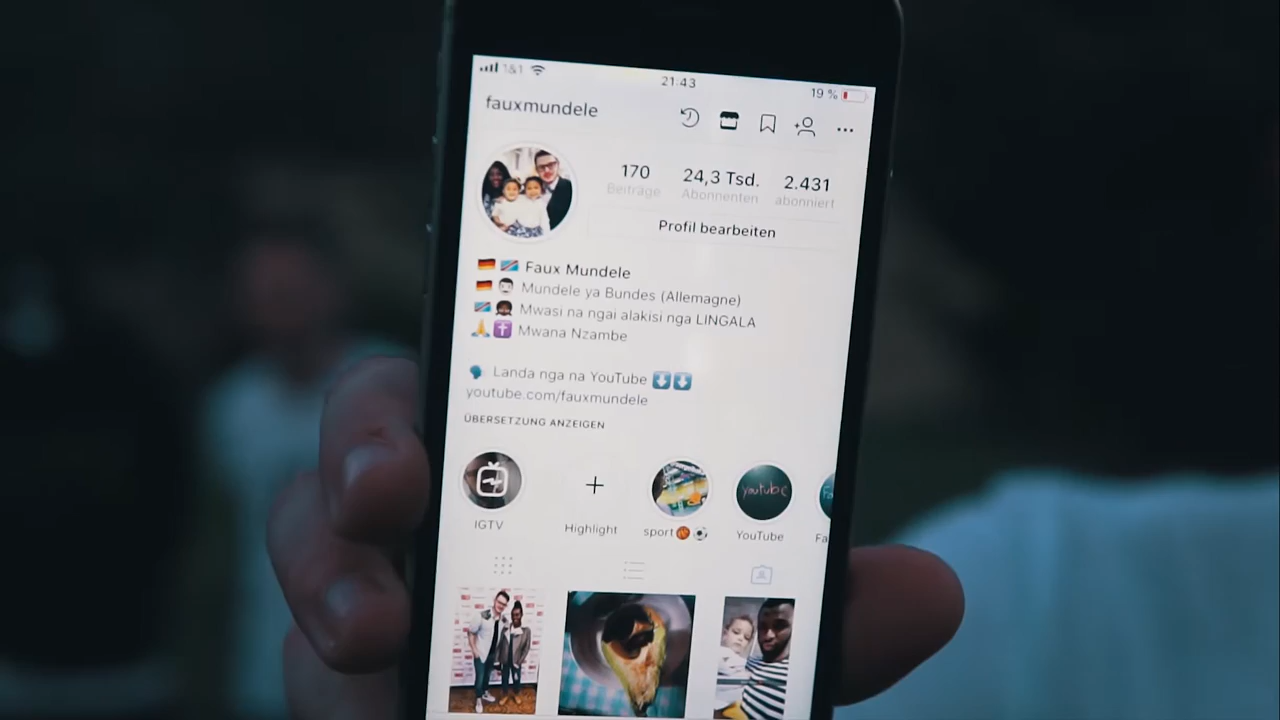 1&1 21:43 19 %
fauxmundele
170 24,3 Tsd. 2.431
Beiträge Abonnenten abonniert
Profil bearbeiten
Faux Mundele
Mundele ya Bundes (Allemagne)
Mwasi na ngai alakisi nga LINGALA
Mwana Nzambe
Landa nga na YouTube
youtube.com/fauxmundele
ÜBERSETZUNG ANZEIGEN
YouTube
IGTV Highlight sport YouTube Fa